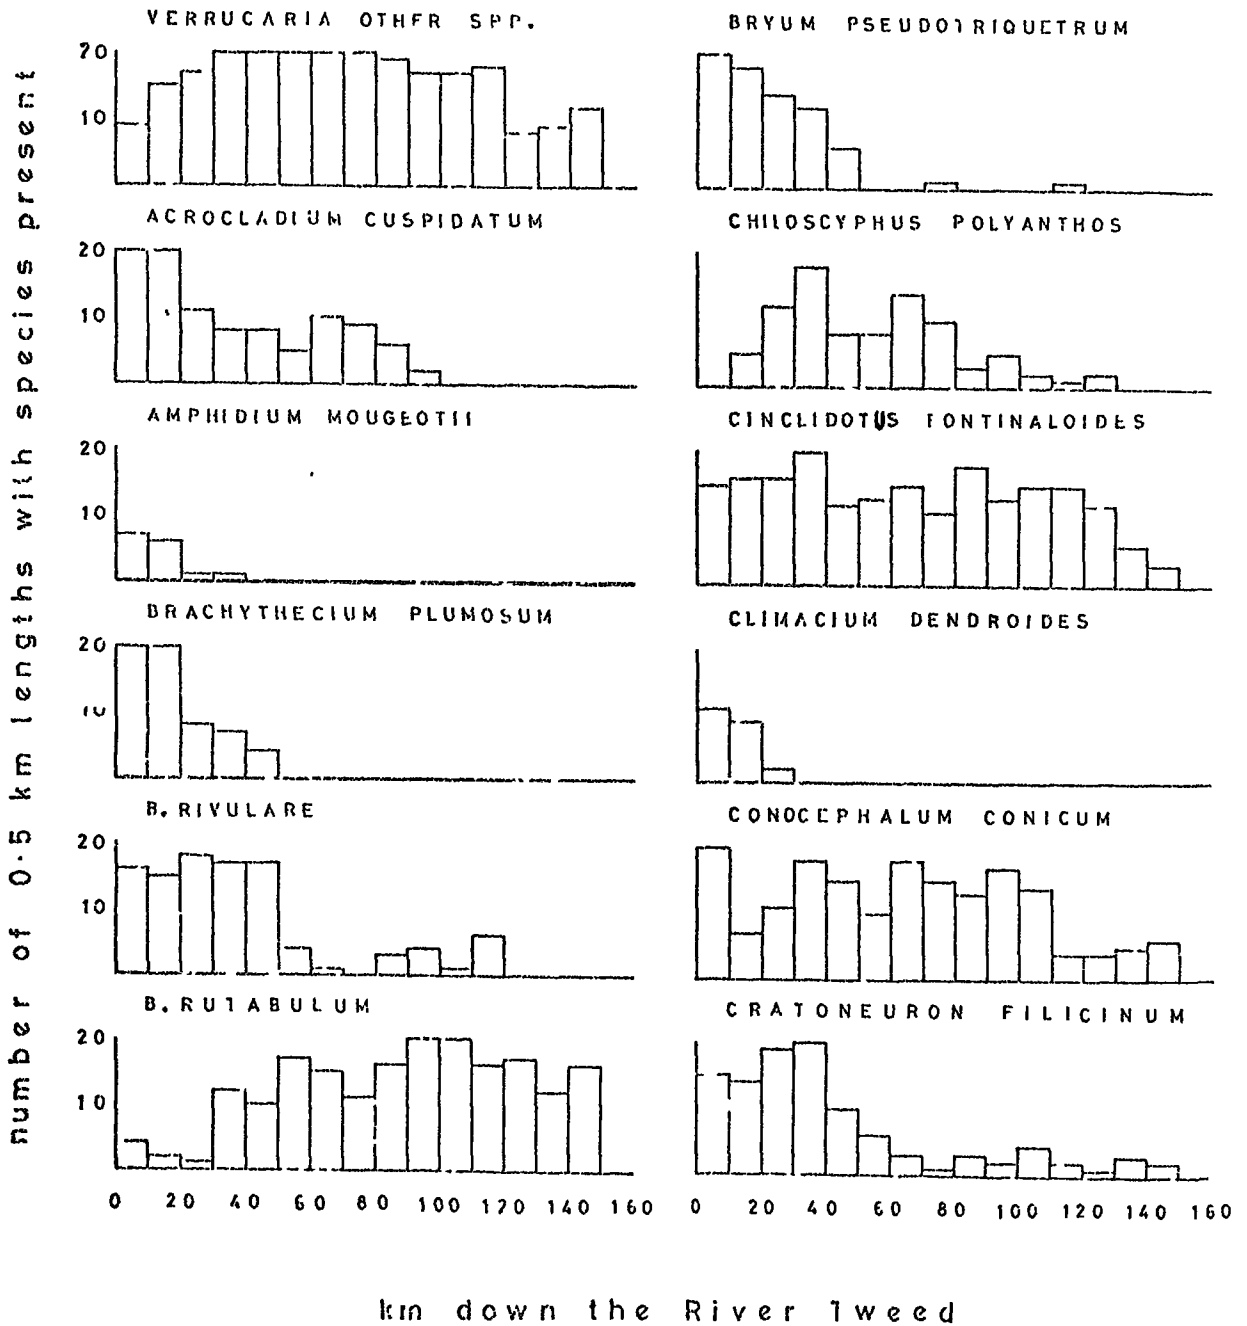 number of 0.5 km lengths with species present
VERRUCARIA OTHER SPP.
20
10
ACROCLADIUM CUSPIDATUM
20
10
AMPHIDIUM MOUGEOTII
20
10
BRACHYTHECIUM PLUMOSUM
20
10
B. RIVULARE
20
10
B. RUTABULUM
20
10
0 20 40 60 80 100 120 140 160
BRYUM PSEUDOTRIQUETRUM
CHILOSCYPHUS POLYANTHOS
CINCLIDOTUS FONTINALOIDES
CLIMACIUM DENDROIDES
CONOCEPHALUM CONICUM
CRATONEURON FILICINUM
0 20 40 60 80 100 120 140 160
km down the River Tweed